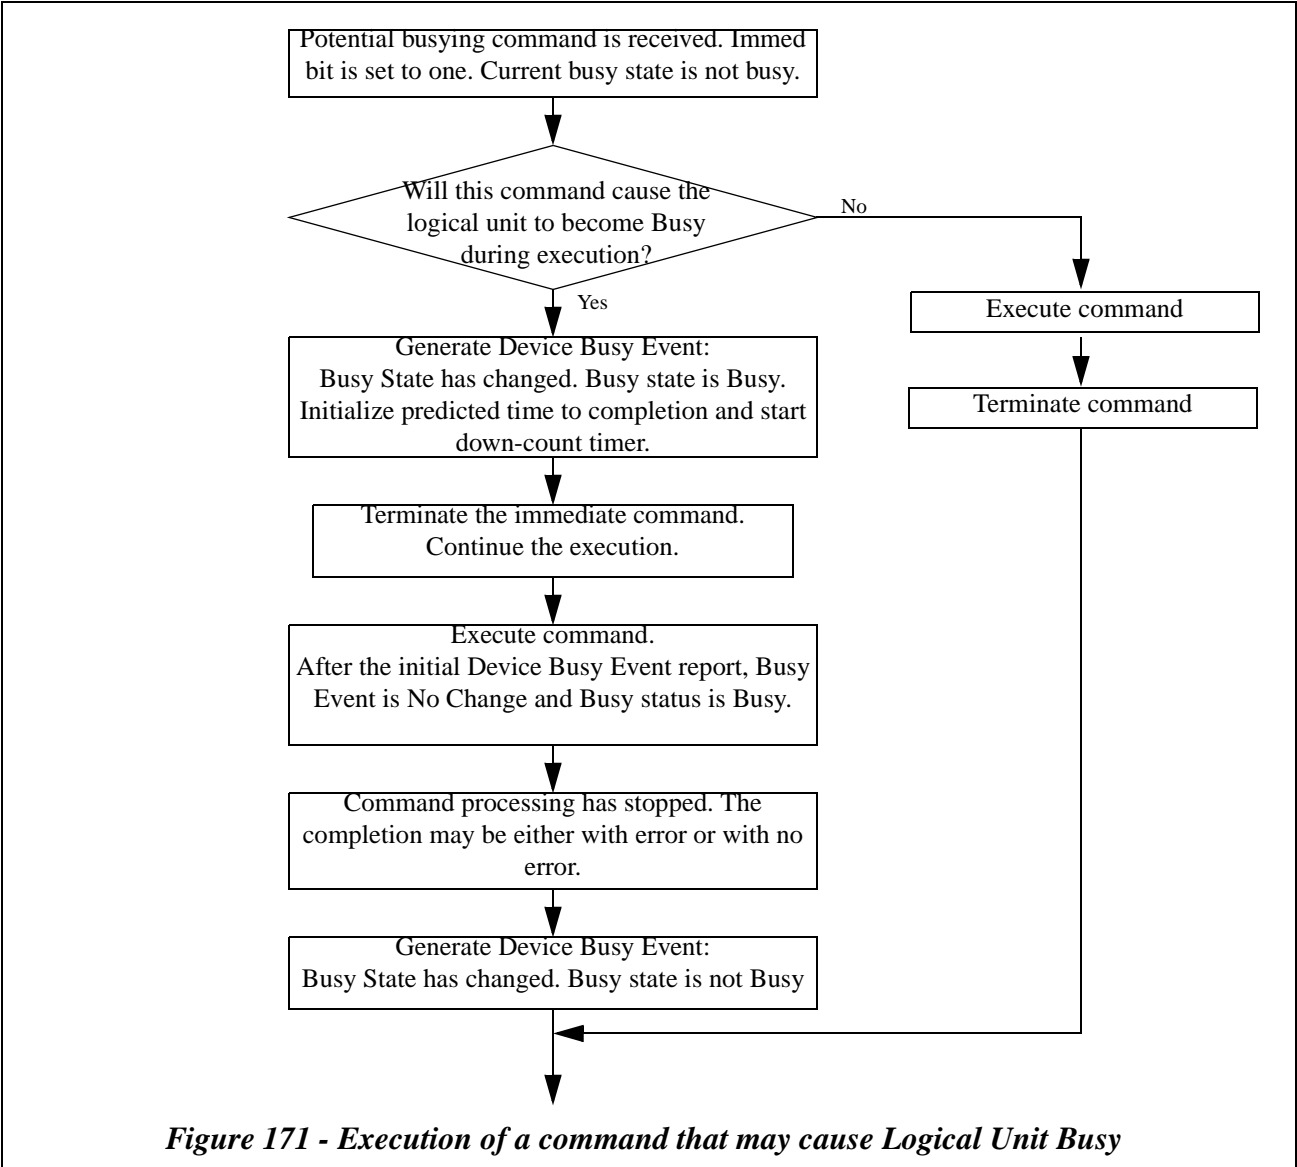 Potential busying command is received. Immed
bit is set to one. Current busy state is not busy.
Will this command cause the
logical unit to become Busy
during execution?
No
Yes
Execute command
Terminate command
Generate Device Busy Event:
Busy State has changed. Busy state is Busy.
Initialize predicted time to completion and start
down-count timer.
Terminate the immediate command.
Continue the execution.
Execute command.
After the initial Device Busy Event report, Busy
Event is No Change and Busy status is Busy.
Command processing has stopped. The
completion may be either with error or with no
error.
Generate Device Busy Event:
Busy State has changed. Busy state is not Busy
Figure 171 - Execution of a command that may cause Logical Unit Busy